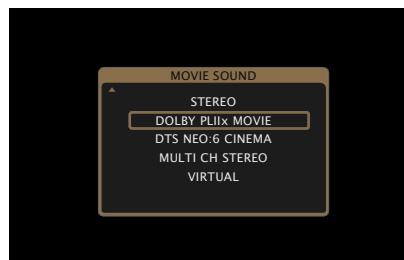 MOVIE SOUND
STEREO
DOLBY PLIIx MOVIE
DTS NEO:6 CINEMA
MULTI CH STEREO
VIRTUAL